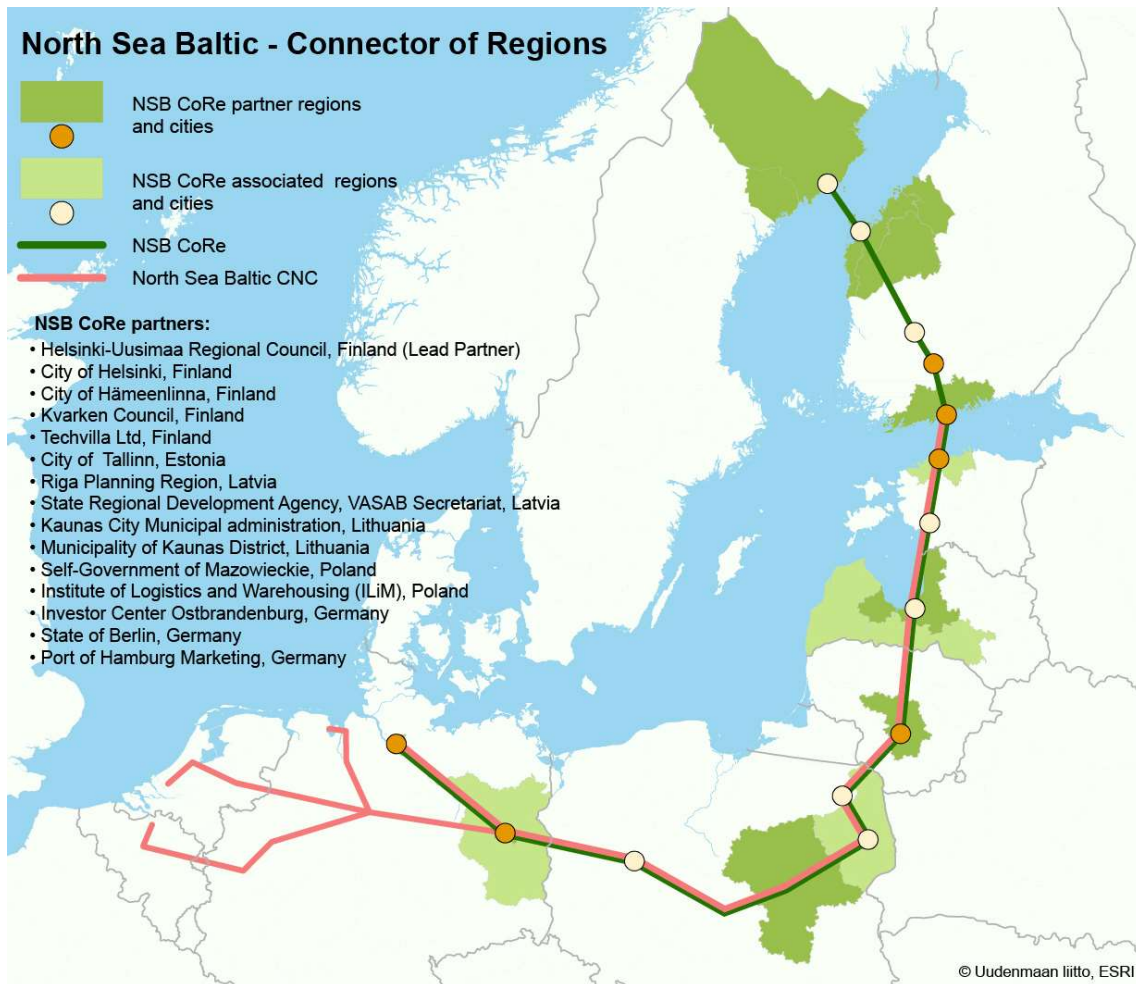 North Sea Baltic - Connector of Regions
NSB CoRe partner regions
and cities
NSB CoRe associated regions
and cities
NSB CoRe
North Sea Baltic CNC
NSB CoRe partners:
• Helsinki-Uusimaa Regional Council, Finland (Lead Partner)
• City of Helsinki, Finland
• City of Hämeenlinna, Finland
• Kvarken Council, Finland
• Techvilla Ltd, Finland
• City of Tallinn, Estonia
• Riga Planning Region, Latvia
• State Regional Development Agency, VASAB Secretariat, Latvia
• Kaunas City Municipal administration, Lithuania
• Municipality of Kaunas District, Lithuania
• Self-Government of Mazowieckie, Poland
• Institute of Logistics and Warehousing (ILiM), Poland
• Investor Center Ostbrandenburg, Germany
• State of Berlin, Germany
• Port of Hamburg Marketing, Germany
© Uudenmaan liitto, ESRI